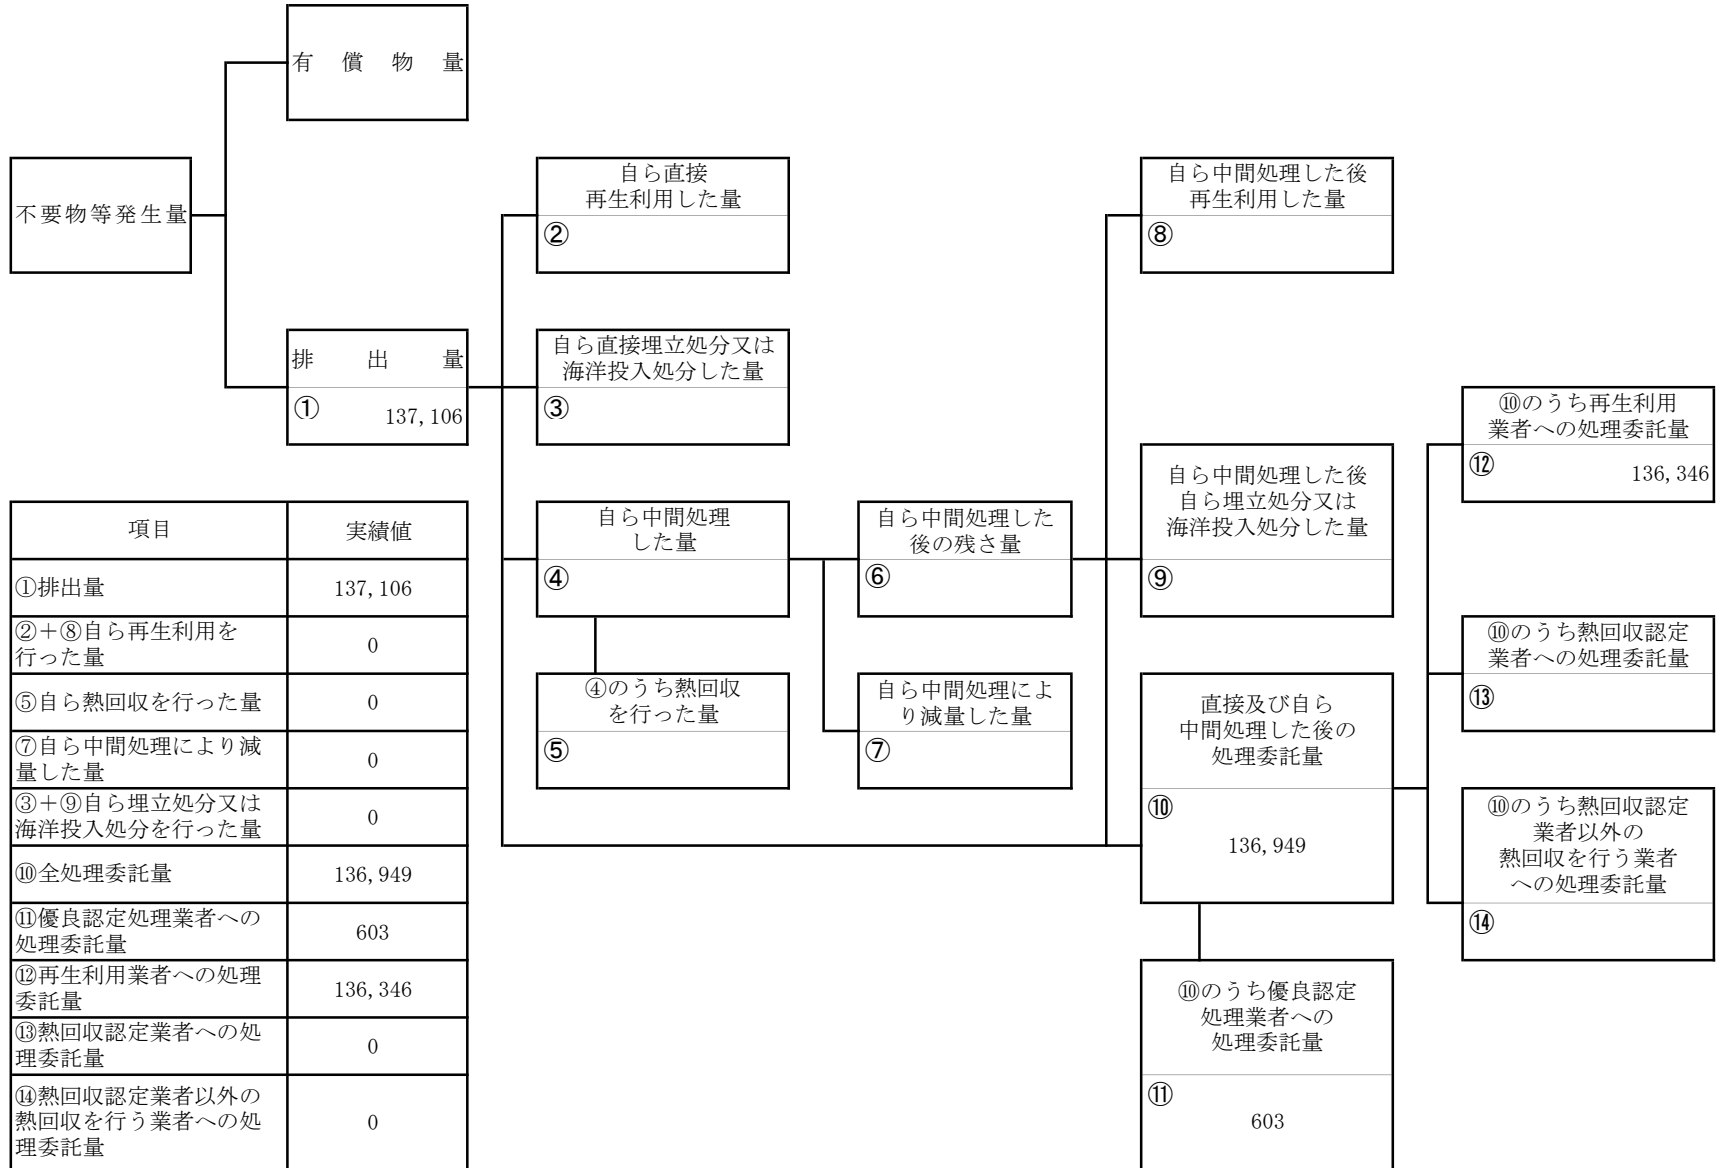 有償物量
不要物等発生量
排出量
① 137,106
自ら直接
再生利用した量
②
自ら直接埋立処分又は
海洋投入処分した量
③
自ら中間処理
した量
④
④のうち熱回収
を行った量
⑤
自ら中間処理した
後の残さ量
⑥
自ら中間処理によ
り減量した量
⑦
自ら中間処理した後
再生利用した量
⑧
自ら中間処理した後
自ら埋立処分又は
海洋投入処分した量
⑨
直接及び自ら
中間処理した後の
処理委託量
⑩
136,949
⑩のうち優良認定
処理業者への
処理委託量
⑪
603
⑩のうち再生利用
業者への処理委託量
⑫ 136,346
⑩のうち熱回収認定
業者への処理委託量
⑬
⑩のうち熱回収認定
業者以外の
熱回収を行う業者
への処理委託量
⑭
項目 実績値
①排出量 137,106
②+⑧自ら再生利用を
行った量 0
⑤自ら熱回収を行った量 0
⑦自ら中間処理により減
量した量 0
③+⑨自ら埋立処分又は
海洋投入処分を行った量 0
⑩全処理委託量 136,949
⑪優良認定処理業者への
処理委託量 603
⑫再生利用業者への処理
委託量 136,346
⑬熱回収認定業者への処
理委託量 0
⑭熱回収認定業者以外の
熱回収を行う業者への処
理委託量 0